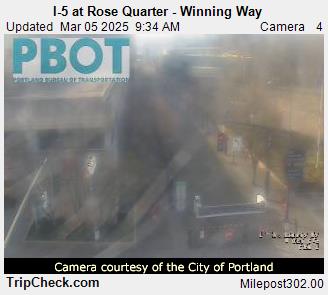 I-5 at Rose Quarter - Winning Way
Updated Mar 05 2025 9:34 AM Camera 4
PBOT
PORTLAND BUREAU OF TRANSPORTATION
Camera courtesy of the City of Portland
TripCheck.com Milepost302.00